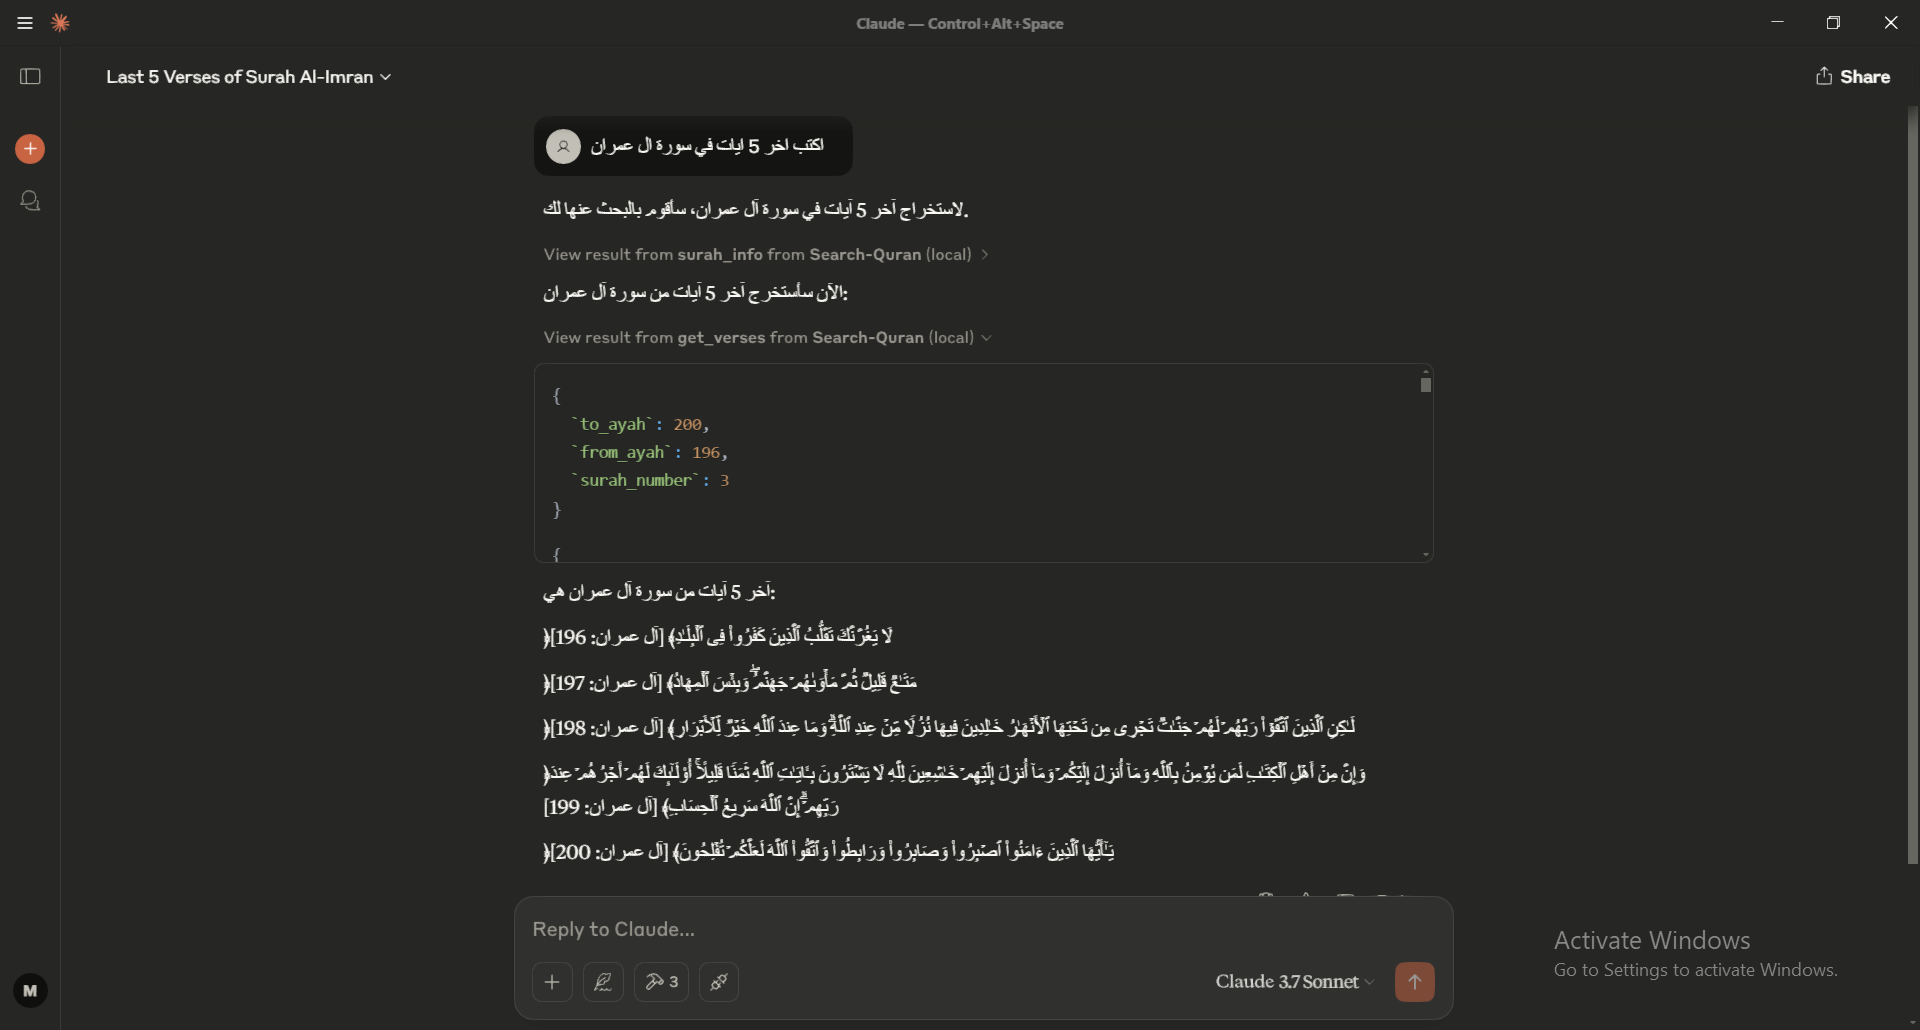 Claude — Control+Alt+Space
Last 5 Verses of Surah Al-Imran
Share
اكتب اخر 5 ايات في سورة ال عمران
لاستخراج آخر 5 آيات في سورة آل عمران، سأقوم بالبحث عنها لك.
View result from surah_info from Search-Quran (local)
الآن سأستخرج آخر 5 آيات من سورة آل عمران:
View result from get_verses from Search-Quran (local)
{
`to_ayah`: 200,
`from_ayah`: 196,
`surah_number`: 3
}
{
آخر 5 آيات من سورة آل عمران هي:
﴿لَا يَغُرَّنَّكَ تَقَلُّبُ ٱلَّذِينَ كَفَرُوا۟ فِى ٱلْبِلَـٰدِ﴾ [آل عمران: 196]
﴿مَتَـٰعٌ قَلِيلٌ ثُمَّ مَأْوَىٰهُمْ جَهَنَّمُ ۚ وَبِئْسَ ٱلْمِهَادُ﴾ [آل عمران: 197]
﴿لَـٰكِنِ ٱلَّذِينَ ٱتَّقَوْا۟ رَبَّهُمْ لَهُمْ جَنَّـٰتٌ تَجْرِى مِن تَحْتِهَا ٱلْأَنْهَـٰرُ خَـٰلِدِينَ فِيهَا نُزُلًا مِّنْ عِندِ ٱللَّهِ ۗ وَمَا عِندَ ٱللَّهِ خَيْرٌ لِّلْأَبْرَارِ﴾ [آل عمران: 198]
﴿وَإِنَّ مِنْ أَهْلِ ٱلْكِتَـٰبِ لَمَن يُؤْمِنُ بِٱللَّهِ وَمَآ أُنزِلَ إِلَيْكُمْ وَمَآ أُنزِلَ إِلَيْهِمْ خَـٰشِعِينَ لِلَّهِ لَا يَشْتَرُونَ بِـَٔايَـٰتِ ٱللَّهِ ثَمَنًا قَلِيلًا ۗ أُو۟لَـٰٓئِكَ لَهُمْ أَجْرُهُمْ عِندَ
رَبِّهِمْ ۗ إِنَّ ٱللَّهَ سَرِيعُ ٱلْحِسَابِ﴾ [آل عمران: 199]
﴿يَـٰٓأَيُّهَا ٱلَّذِينَ ءَامَنُوا۟ ٱصْبِرُوا۟ وَصَابِرُوا۟ وَرَابِطُوا۟ وَٱتَّقُوا۟ ٱللَّهَ لَعَلَّكُمْ تُفْلِحُونَ﴾ [آل عمران: 200]
Reply to Claude...
3
Claude 3.7 Sonnet
M
Activate Windows
Go to Settings to activate Windows.